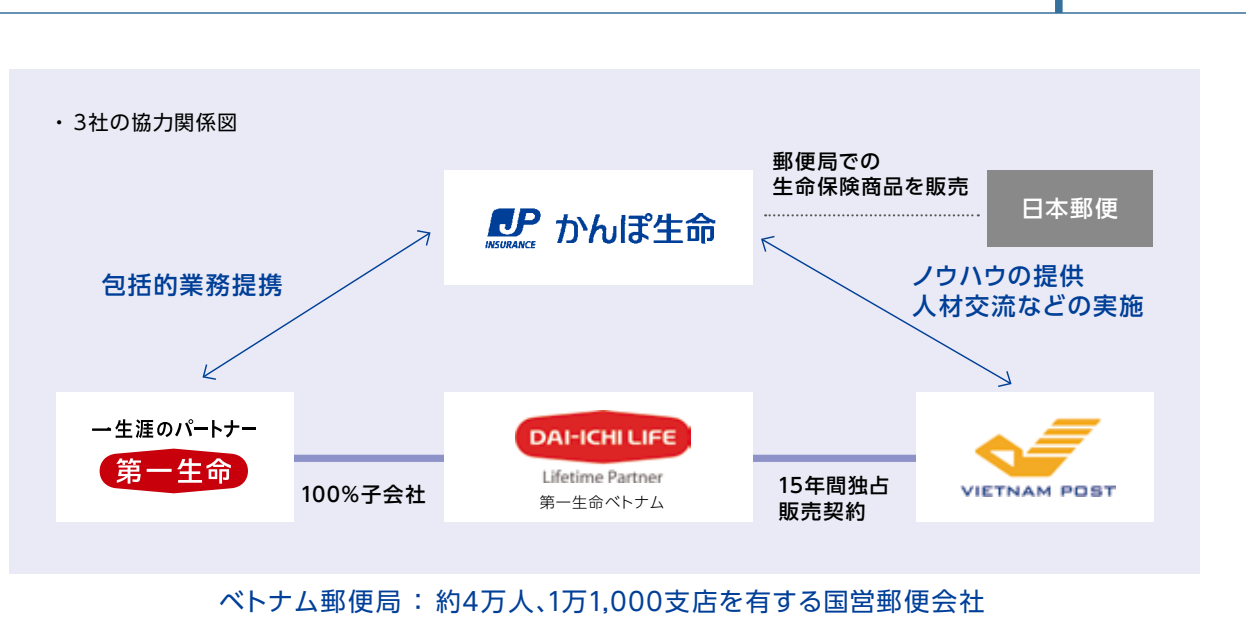 ・3社の協力関係図
郵便局での
生命保険商品を販売
JP
INSURANCE
かんぽ生命
日本郵便
包括的業務提携
ノウハウの提供
人材交流などの実施
一生涯のパートナー
第一生命
100%子会社
DAI-ICHI LIFE
Lifetime Partner
第一生命ベトナム
15年間独占
販売契約
VIETNAM POST
ベトナム郵便局：約4万人、1万1,000支店を有する国営郵便会社